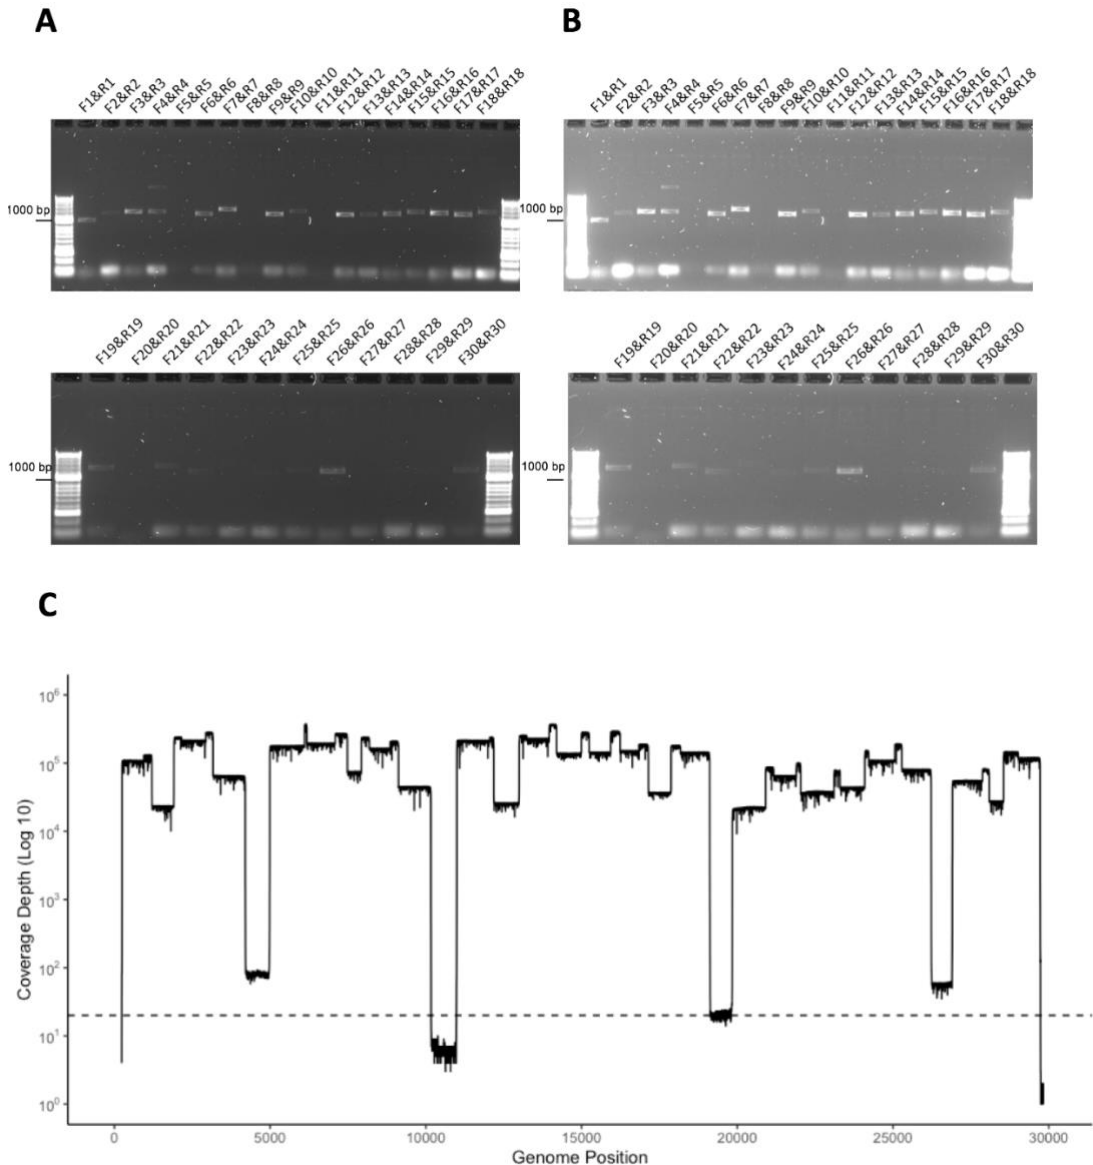 A
B
F1&R1
F2&R2
F3&R3
F4&R4
F5&R5
F6&R6
F7&R7
F8&R8
F9&R9
F10&R10
F11&R11
F12&R12
F13&R13
F14&R14
F15&R15
F16&R16
F17&R17
F18&R18
F1&R1
F2&R2
F3&R3
F4&R4
F5&R5
F6&R6
F7&R7
F8&R8
F9&R9
F10&R10
F11&R11
F12&R12
F13&R13
F14&R14
F15&R15
F16&R16
F17&R17
F18&R18
1000 bp
1000 bp
F19&R19
F20&R20
F21&R21
F22&R22
F23&R23
F24&R24
F25&R25
F26&R26
F27&R27
F28&R28
F29&R29
F30&R30
F19&R19
F20&R20
F21&R21
F22&R22
F23&R23
F24&R24
F25&R25
F26&R26
F27&R27
F28&R28
F29&R29
F30&R30
1000 bp
1000 bp
C
Coverage Depth (Log 10)
10⁶
10⁵
10⁴
10³
10²
10¹
10⁰
0
5000
10000
15000
20000
25000
30000
Genome Position